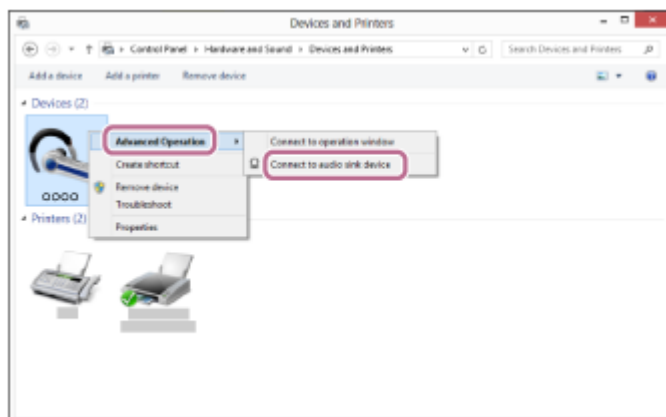 Devices and Printers
Control Panel ▸ Hardware and Sound ▸ Devices and Printers
Search Devices and Printers
Add a device Add a printer Remove device
Devices (2)
Advanced Operation
Connect to operation window
Create shortcut
Connect to audio sink device
Remove device
Troubleshoot
OOOO
Printers (2)
Properties